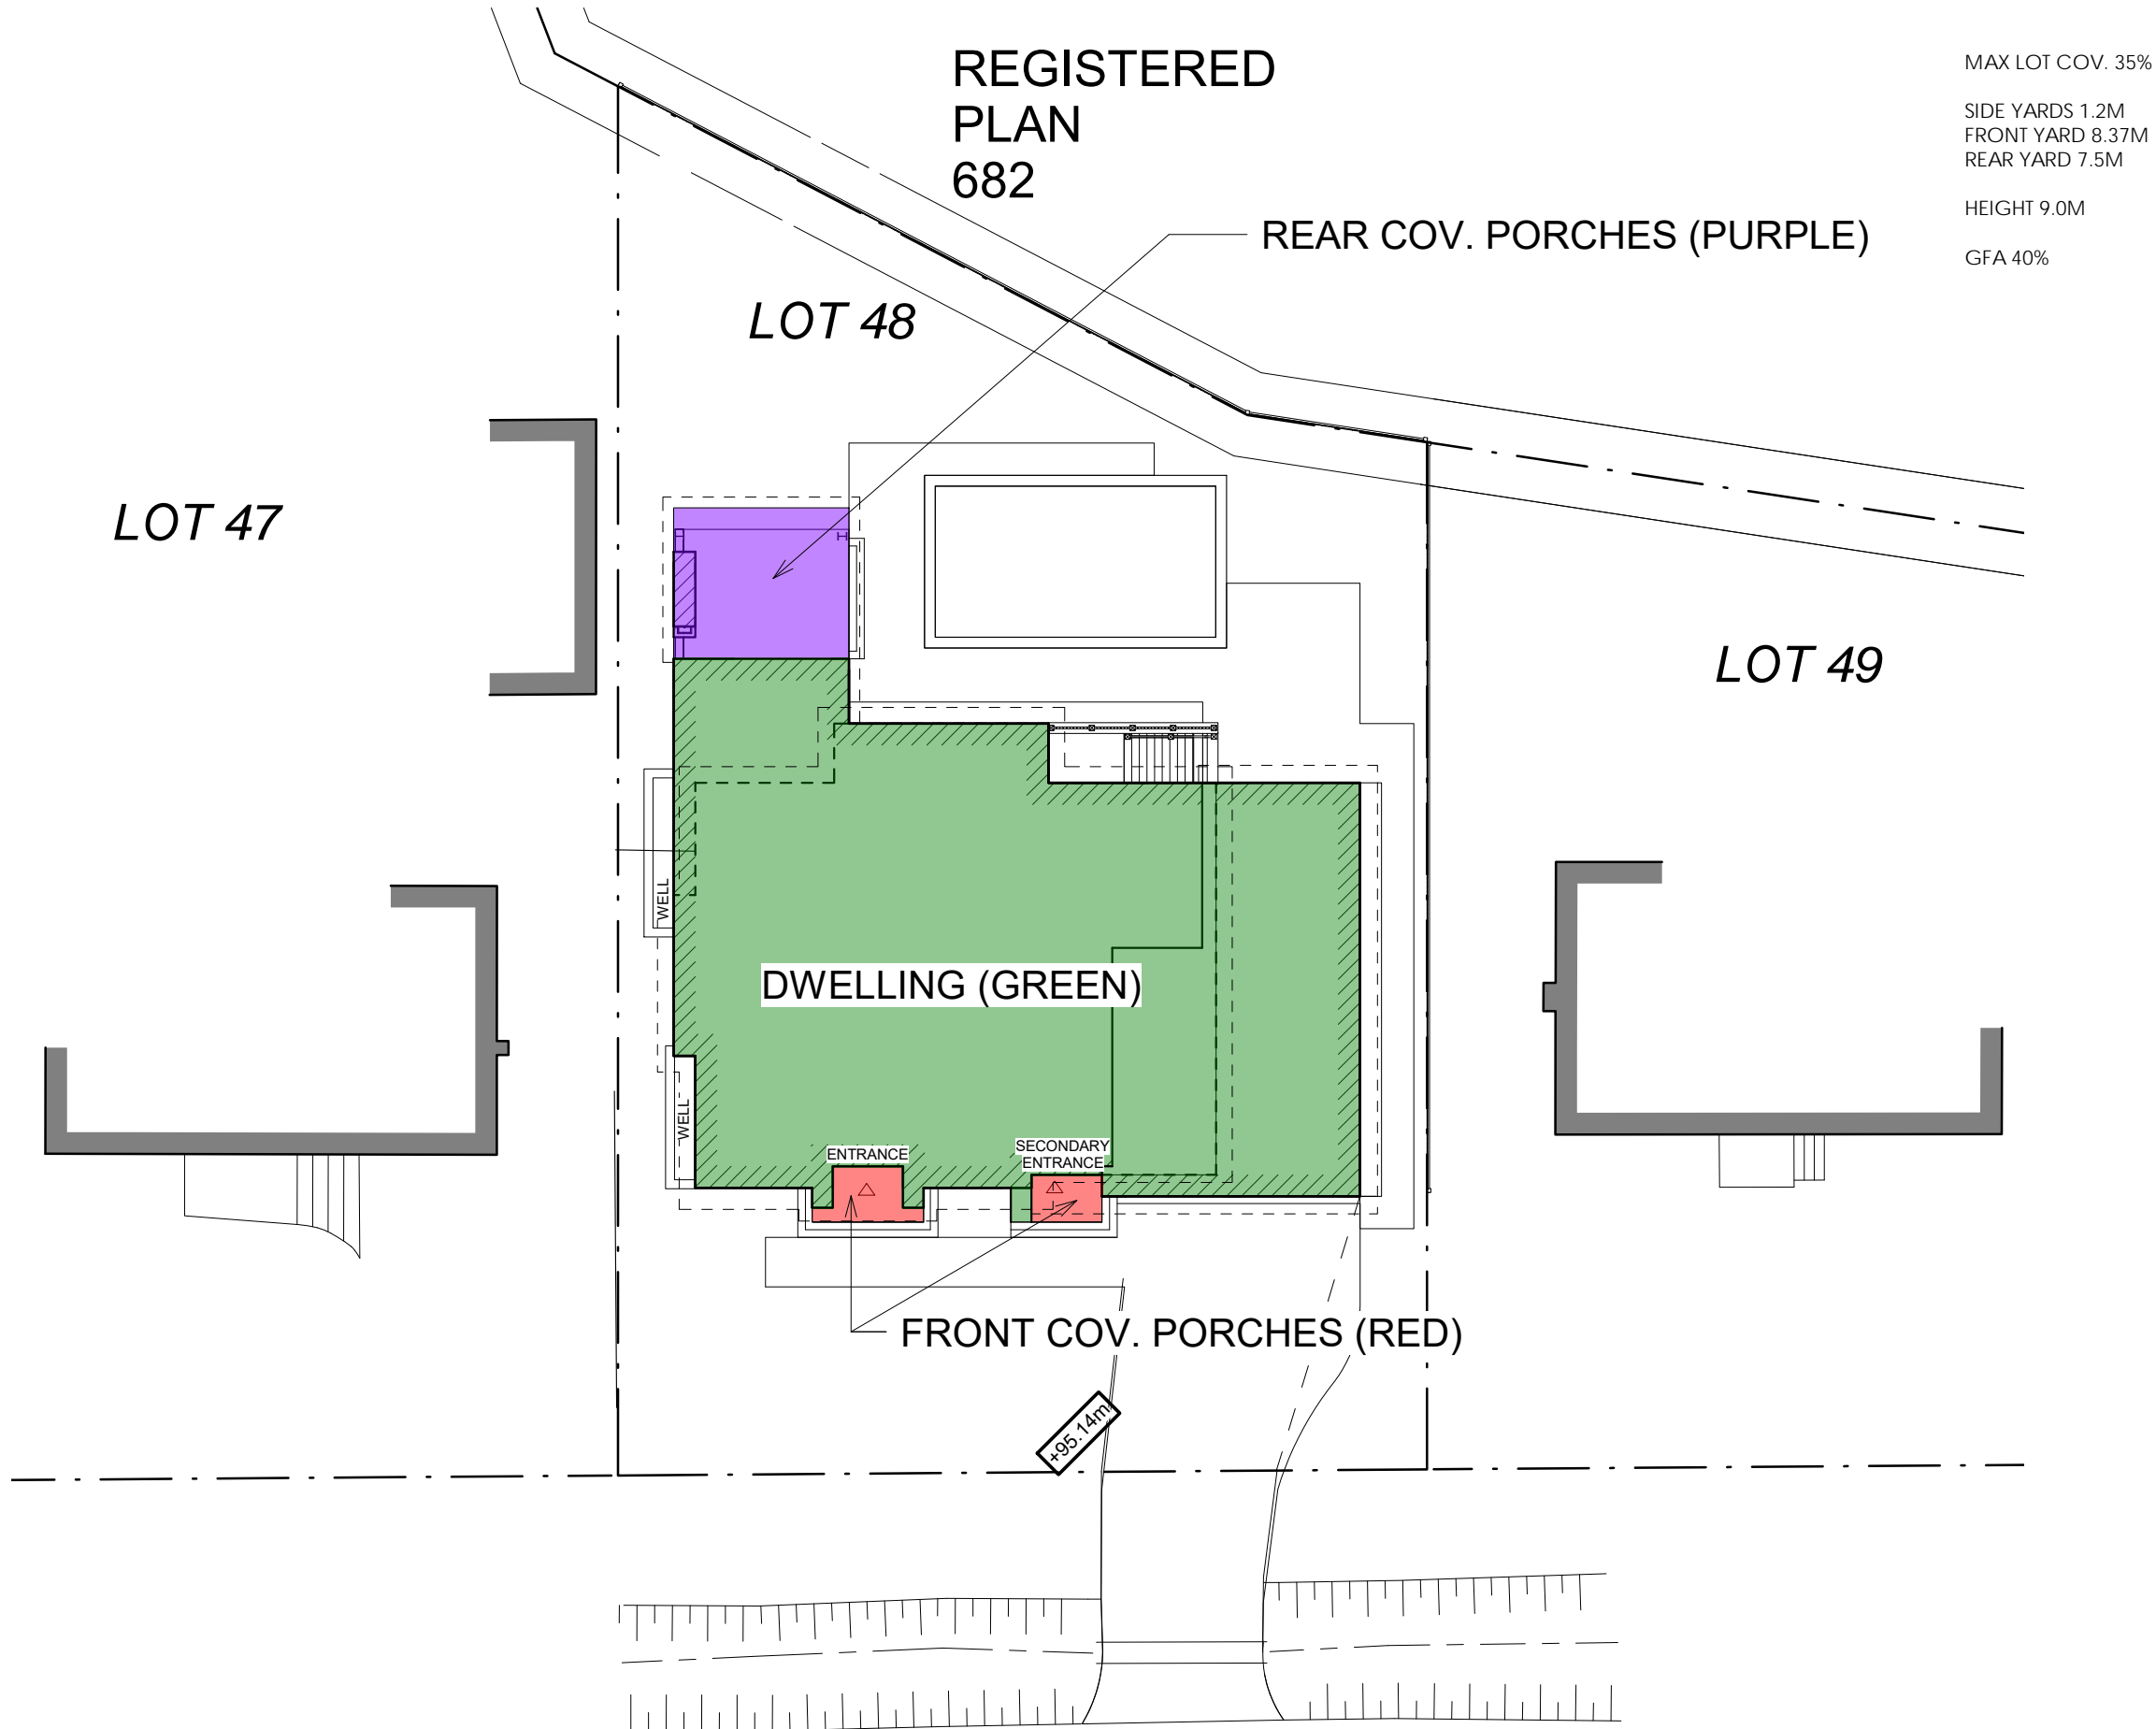 REGISTERED
PLAN
682
MAX LOT COV. 35%
SIDE YARDS 1.2M
FRONT YARD 8.37M
REAR YARD 7.5M
HEIGHT 9.0M
GFA 40%
REAR COV. PORCHES (PURPLE)
LOT 48
LOT 47
LOT 49
WELL
DWELLING (GREEN)
WELL
ENTRANCE
SECONDARY
ENTRANCE
FRONT COV. PORCHES (RED)
+95.14m